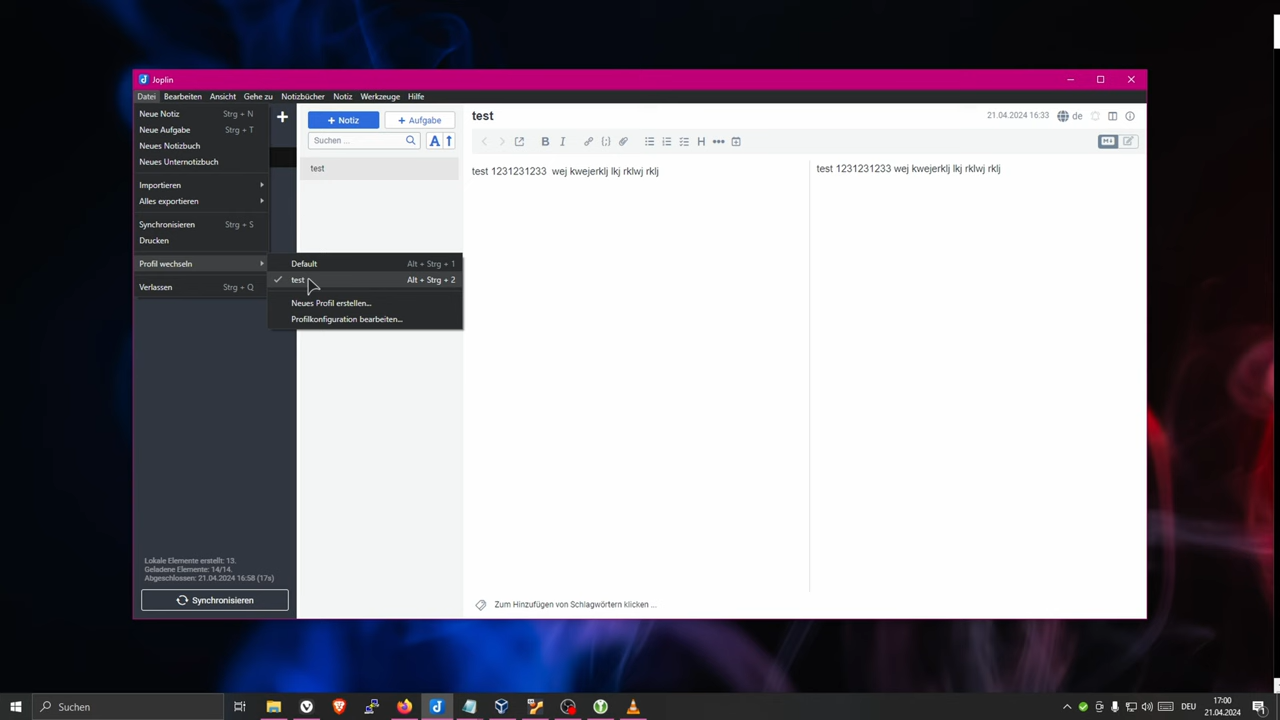 Joplin
Datei Bearbeiten Ansicht Gehe zu Notizbücher Notiz Werkzeuge Hilfe
Neue Notiz Strg + N
Neue Aufgabe Strg + T
Neues Notizbuch
Neues Unternotizbuch
Importieren
Alles exportieren
Synchronisieren Strg + S
Drucken
Profil wechseln
Verlassen Strg + Q
Default Alt + Strg + 1
test Alt + Strg + 2
Neues Profil erstellen...
Profilkonfiguration bearbeiten...
+ Notiz + Aufgabe
Suchen ...
test
test
21.04.2024 16:33 de
test 1231231233 wej kwejerklj lkj rklwj rklj
test 1231231233 wej kwejerklj lkj rklwj rklj
Lokale Elemente erstellt: 13.
Geladene Elemente: 14/14.
Abgeschlossen: 21.04.2024 16:58 (17s)
Synchronisieren
Zum Hinzufügen von Schlagwörtern klicken ...
Suchen
DEU
17:00
21.04.2024